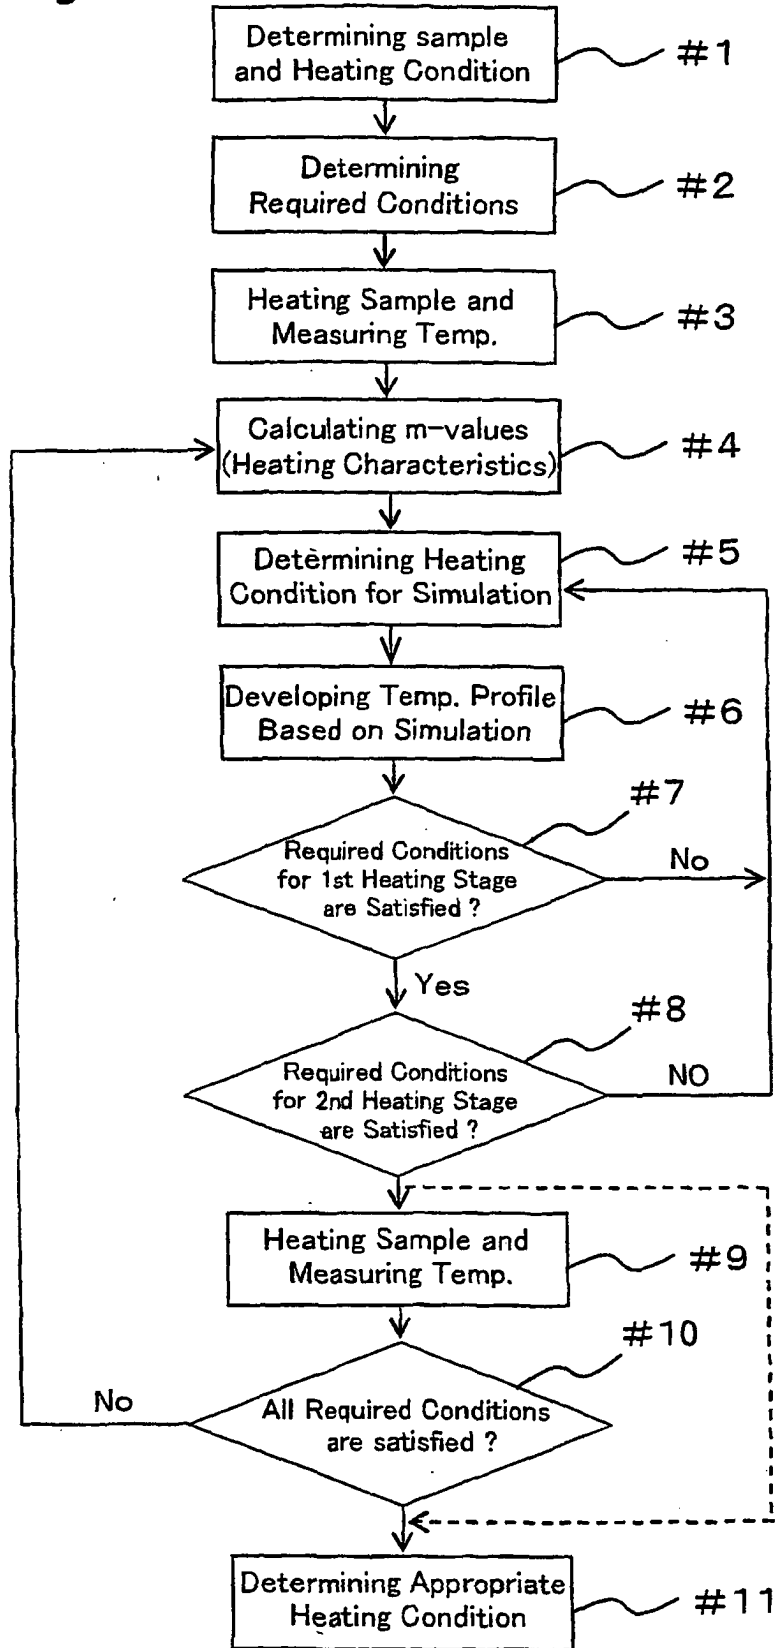 Determining sample
and Heating Condition
#1
Determining
Required Conditions
#2
Heating Sample and
Measuring Temp.
#3
Calculating m-values
(Heating Characteristics)
#4
Determining Heating
Condition for Simulation
#5
Developing Temp. Profile
Based on Simulation
#6
#7
Required Conditions
for 1st Heating Stage
are Satisfied ?
No
Yes
#8
Required Conditions
for 2nd Heating Stage
are Satisfied ?
NO
Heating Sample and
Measuring Temp.
#9
#10
All Required Conditions
are satisfied ?
No
Determining Appropriate
Heating Condition
#11